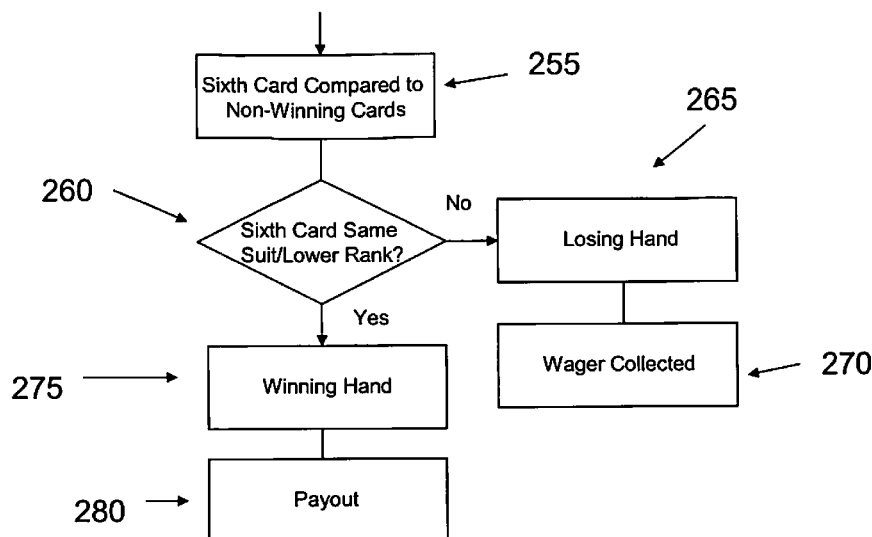 Sixth Card Compared to
Non-Winning Cards
255
265
260
Sixth Card Same
Suit/Lower Rank?
No
Losing Hand
Yes
Winning Hand
275
Wager Collected
270
Payout
280